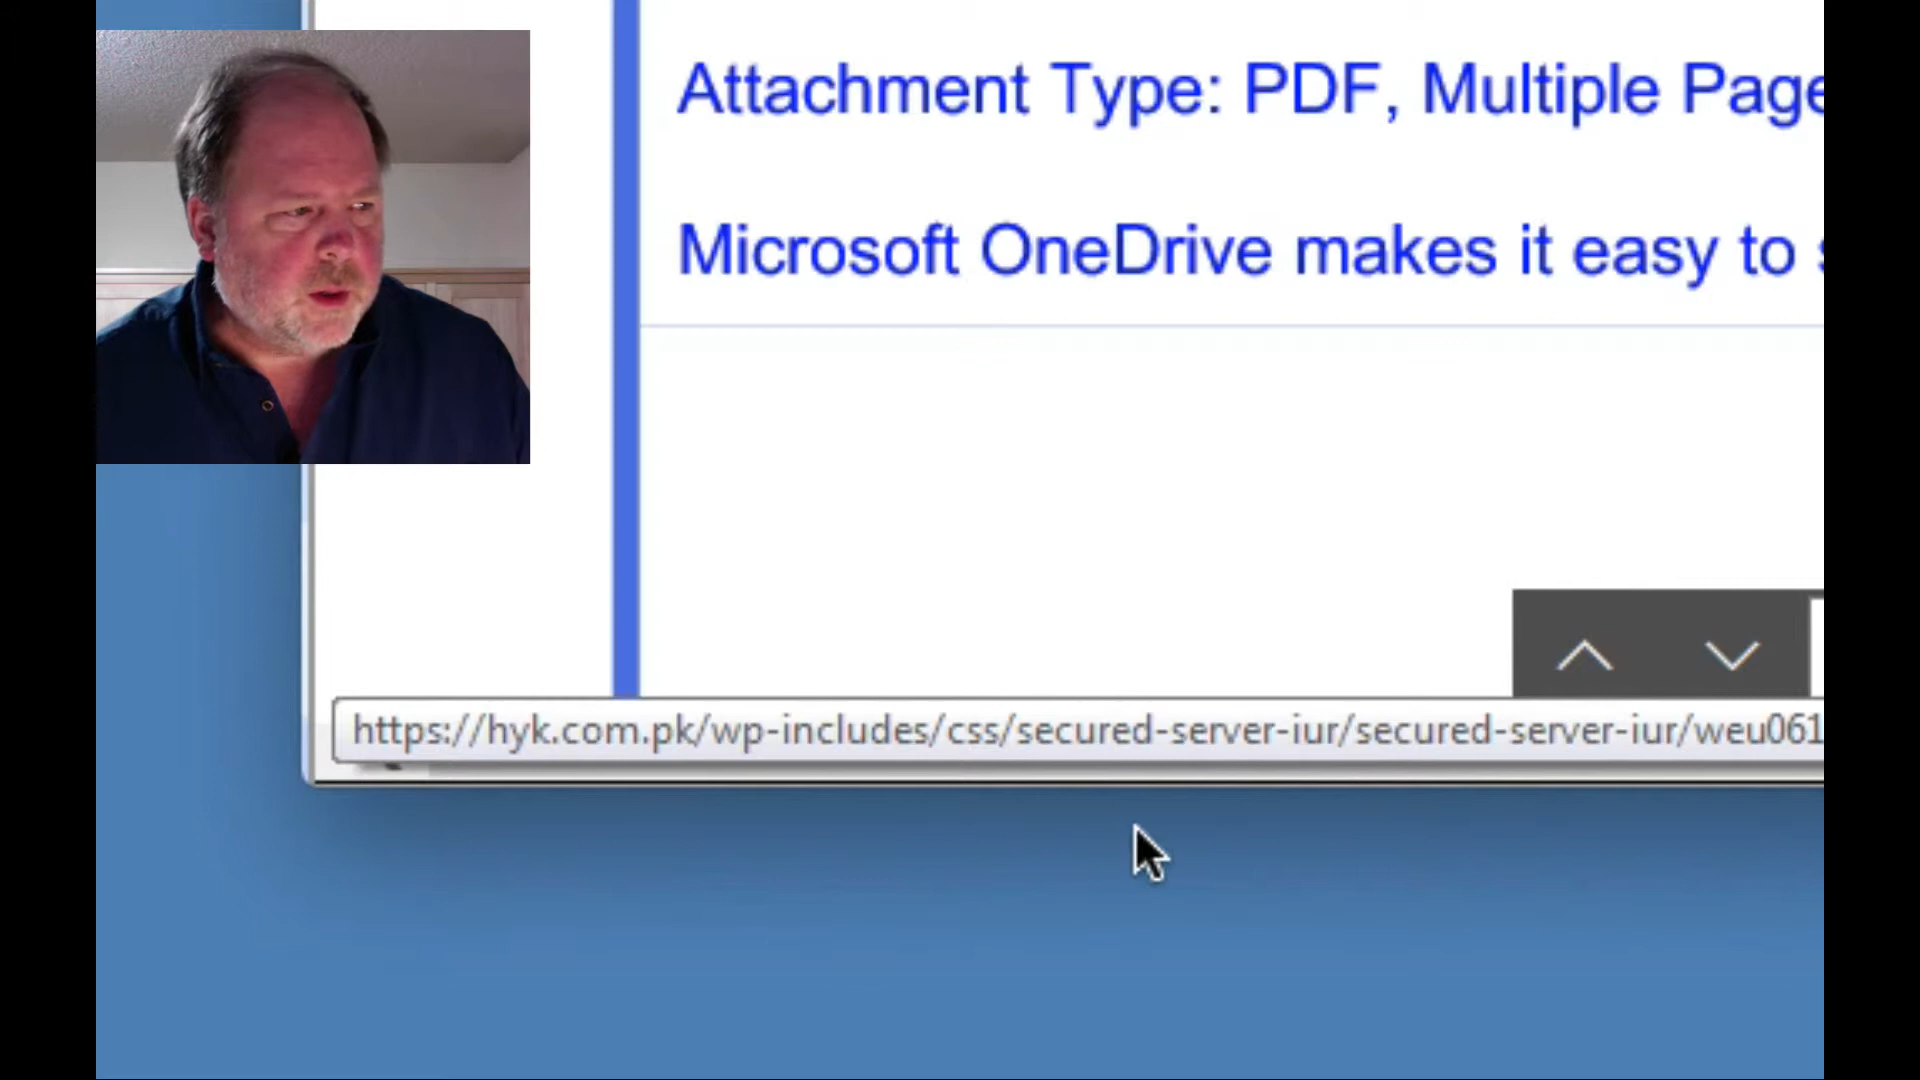 Attachment Type: PDF, Multiple Page
Microsoft OneDrive makes it easy to
https://hyk.com.pk/wp-includes/css/secured-server-iur/secured-server-iur/weu061